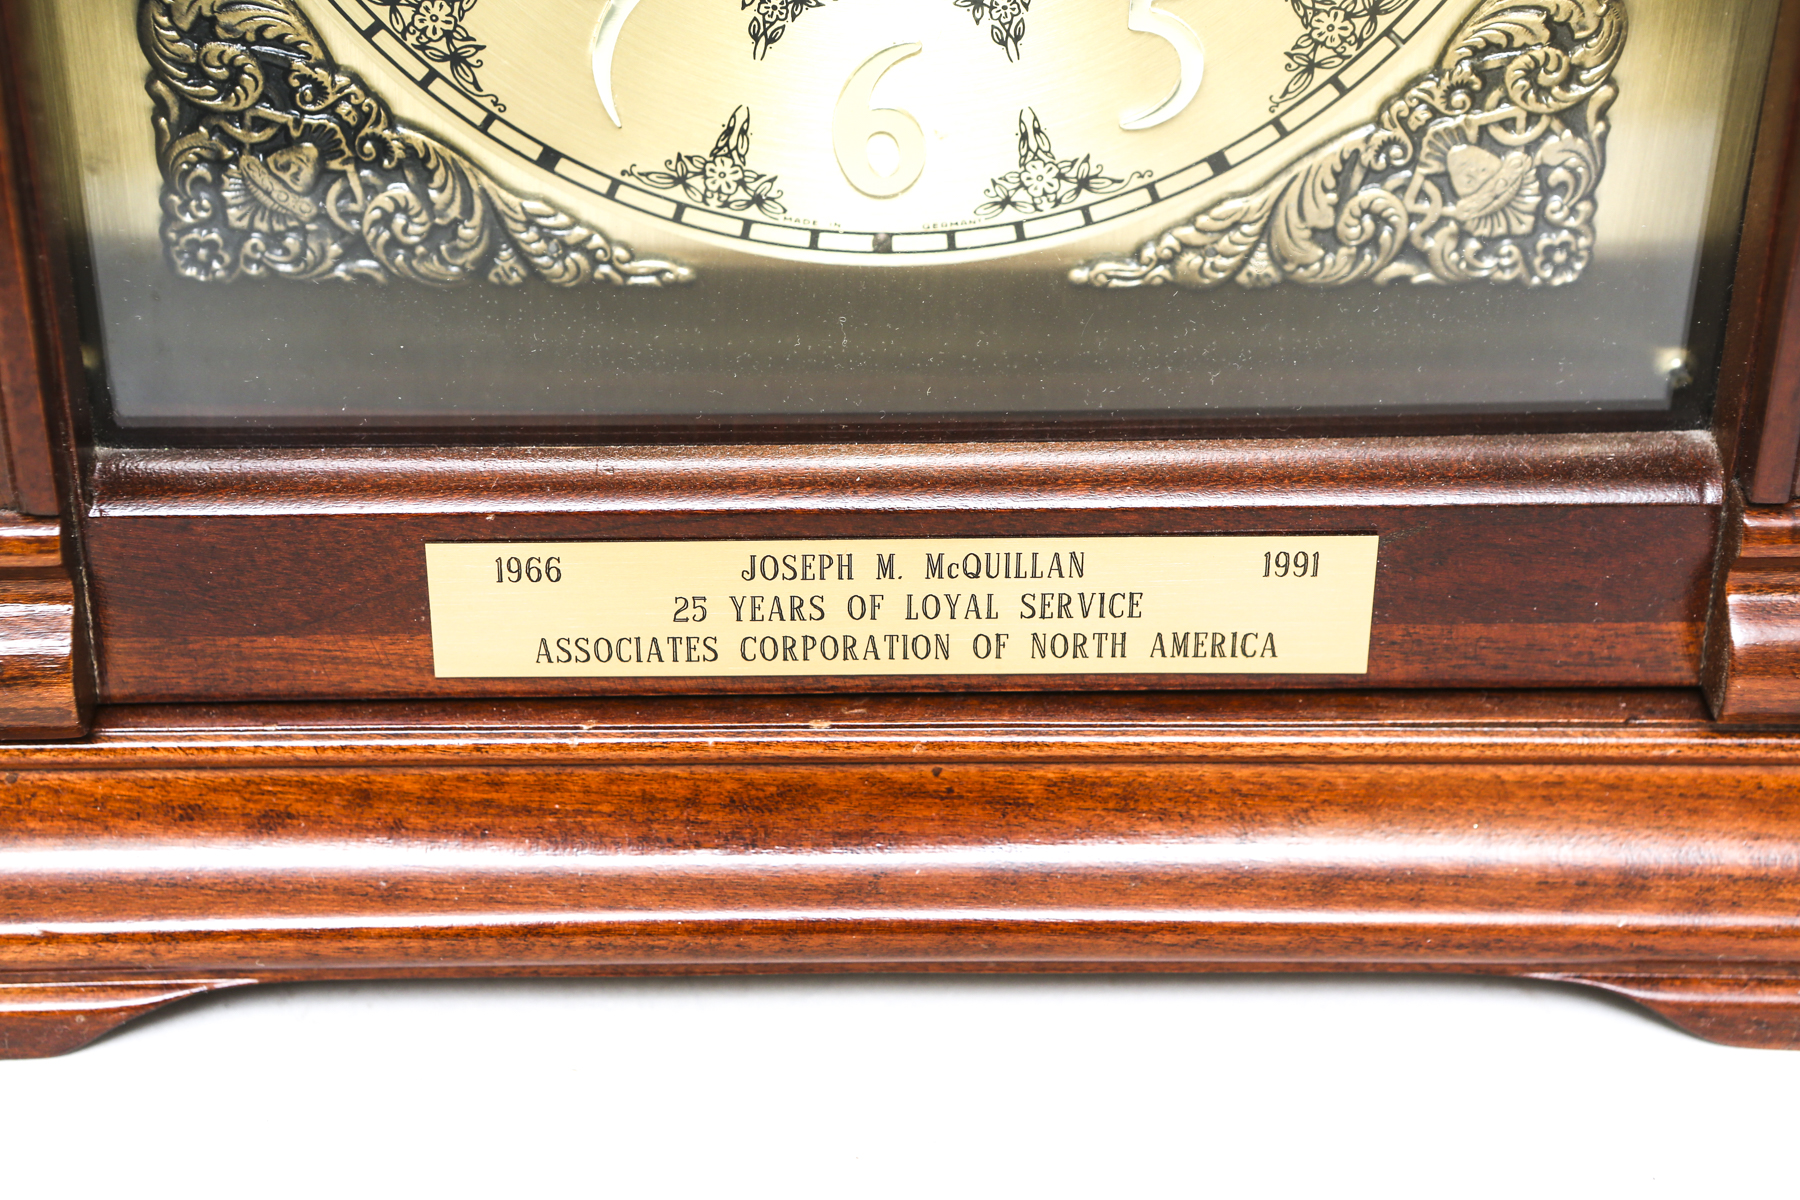 7 6 5
MADE IN GERMANY
1966 JOSEPH M. McQUILLAN 1991
25 YEARS OF LOYAL SERVICE
ASSOCIATES CORPORATION OF NORTH AMERICA